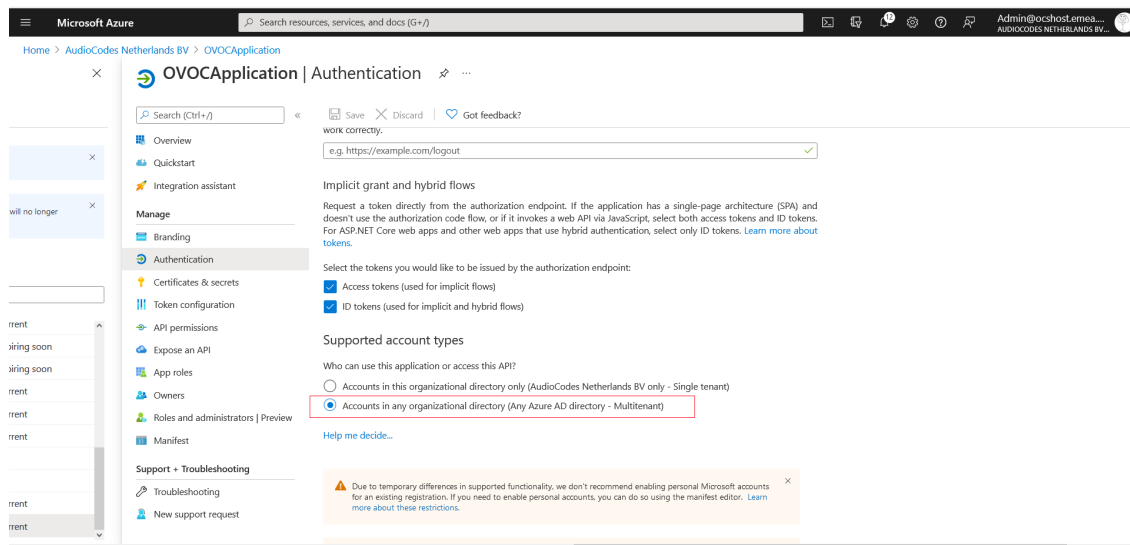 Microsoft Azure
Search resources, services, and docs (G+/)
12
Admin@ocshost.emea....
AUDIOCODES NETHERLANDS BV...
Home > AudioCodes Netherlands BV > OVOCApplication
OVOCApplication | Authentication
Search (Ctrl+/)
«
Save
Discard
Got feedback?
work correctly.
e.g. https://example.com/logout
Overview
Quickstart
Integration assistant
will no longer
Manage
Branding
Authentication
Certificates & secrets
Token configuration
API permissions
Expose an API
App roles
Owners
Roles and administrators | Preview
Manifest
Support + Troubleshooting
Troubleshooting
New support request
rrent
piring soon
piring soon
rrent
rrent
rrent
rrent
rrent
Implicit grant and hybrid flows
Request a token directly from the authorization endpoint. If the application has a single-page architecture (SPA) and
doesn't use the authorization code flow, or if it invokes a web API via JavaScript, select both access tokens and ID tokens.
For ASP.NET Core web apps and other web apps that use hybrid authentication, select only ID tokens. Learn more about
tokens.
Select the tokens you would like to be issued by the authorization endpoint:
Access tokens (used for implicit flows)
ID tokens (used for implicit and hybrid flows)
Supported account types
Who can use this application or access this API?
Accounts in this organizational directory only (AudioCodes Netherlands BV only - Single tenant)
Accounts in any organizational directory (Any Azure AD directory - Multitenant)
Help me decide...
Due to temporary differences in supported functionality, we don't recommend enabling personal Microsoft accounts
for an existing registration. If you need to enable personal accounts, you can do so using the manifest editor. Learn
more about these restrictions.